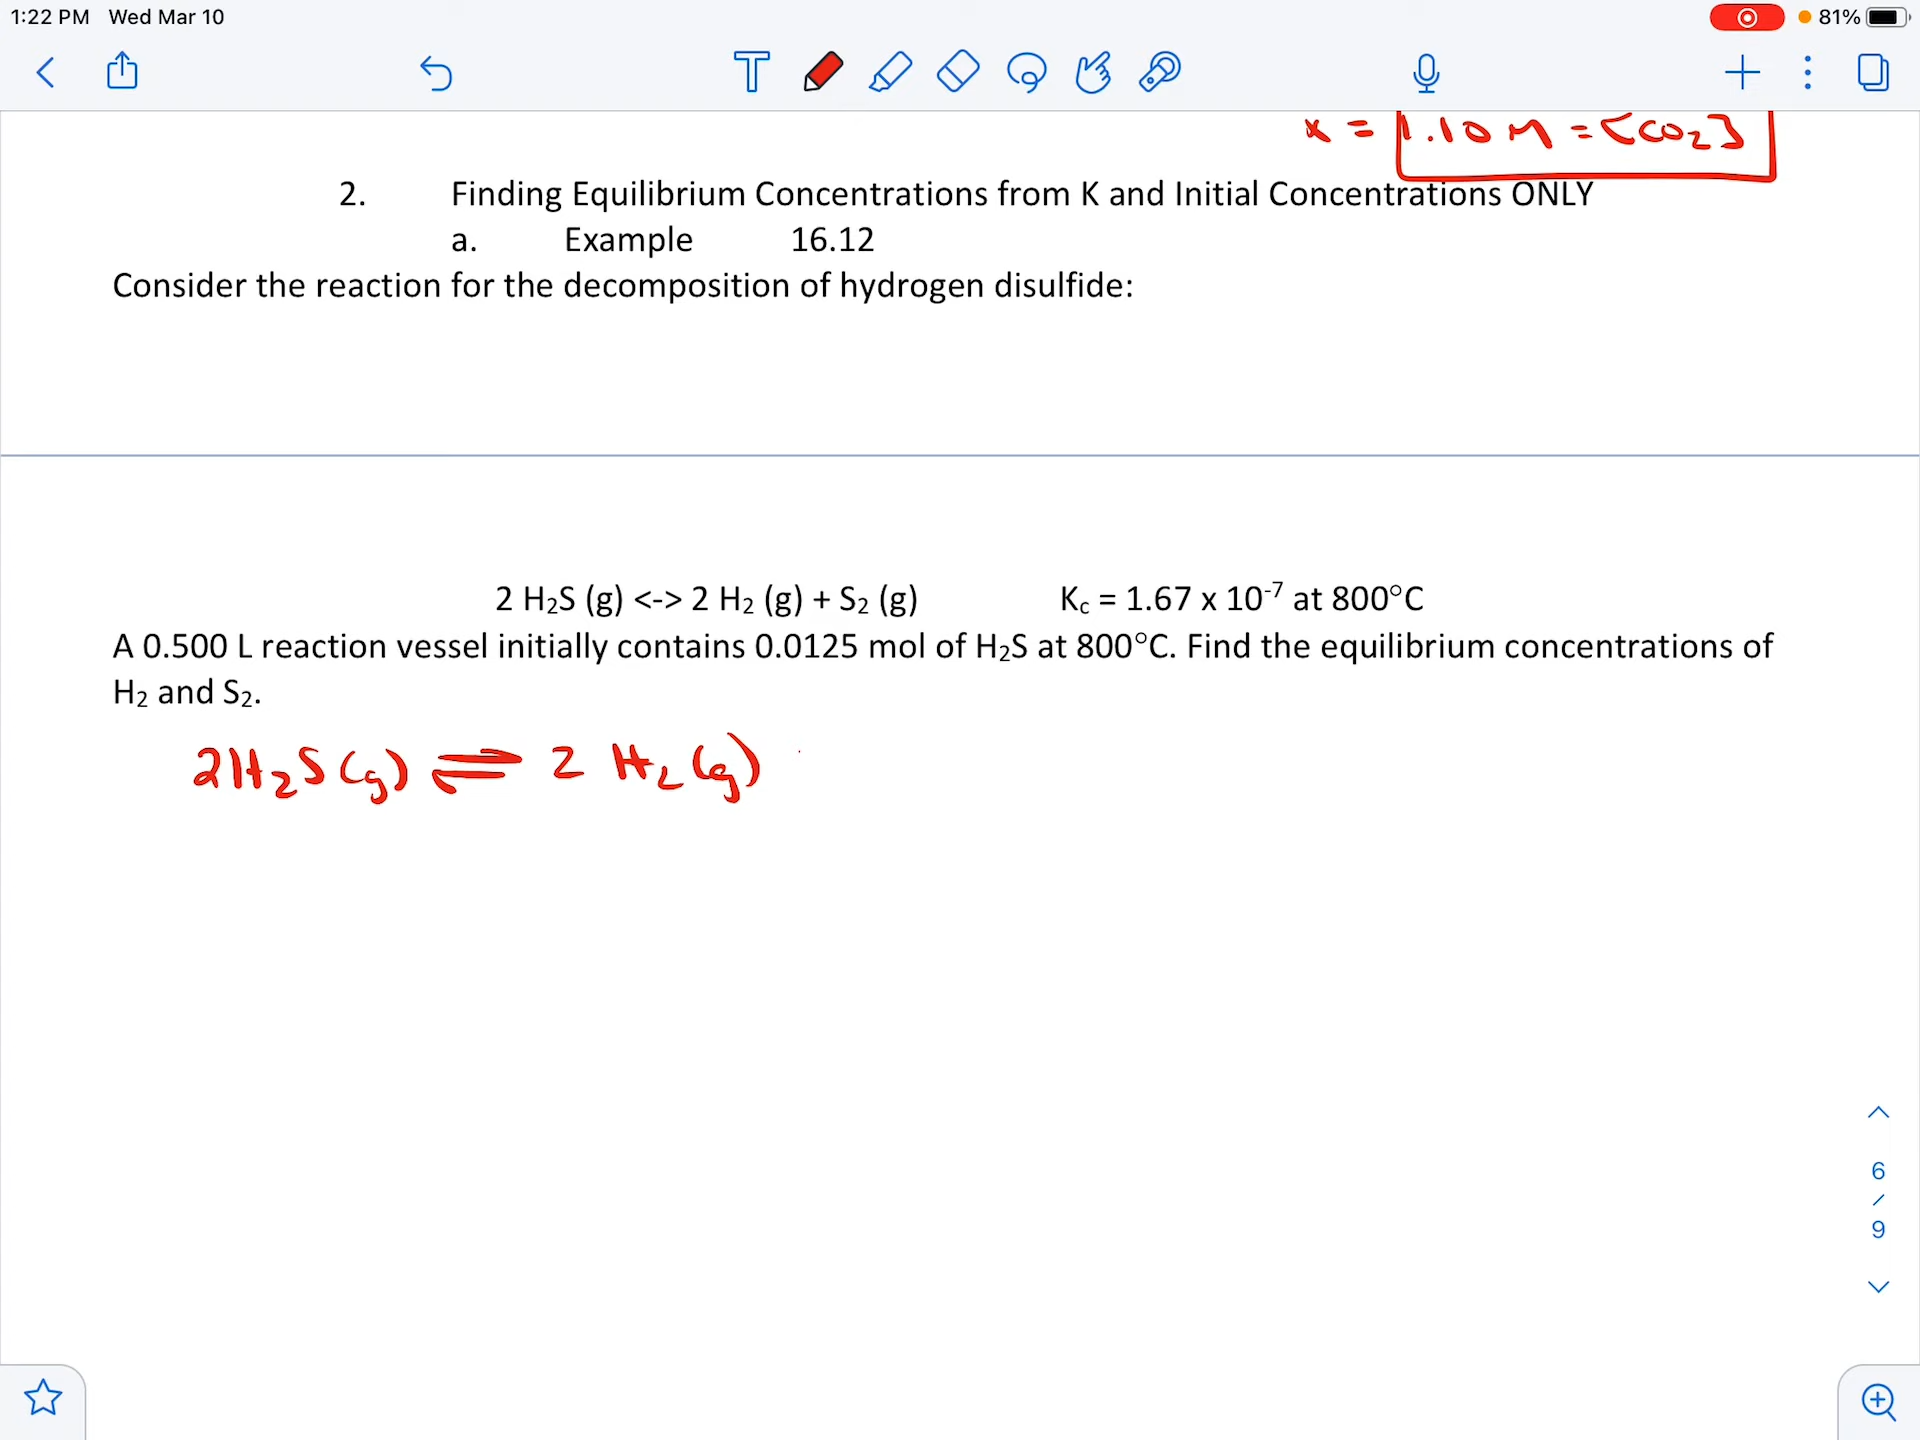 1:22 PM Wed Mar 10
81%
x = 1.10 M = [CO₂]
2. Finding Equilibrium Concentrations from K and Initial Concentrations ONLY
a. Example 16.12
Consider the reaction for the decomposition of hydrogen disulfide:
2 H₂S (g) <-> 2 H₂ (g) + S₂ (g) K꜀ = 1.67 x 10⁻⁷ at 800°C
A 0.500 L reaction vessel initially contains 0.0125 mol of H₂S at 800°C. Find the equilibrium concentrations of
H₂ and S₂.
2H₂S(g) ⇌ 2 H₂(g)
6
/
9